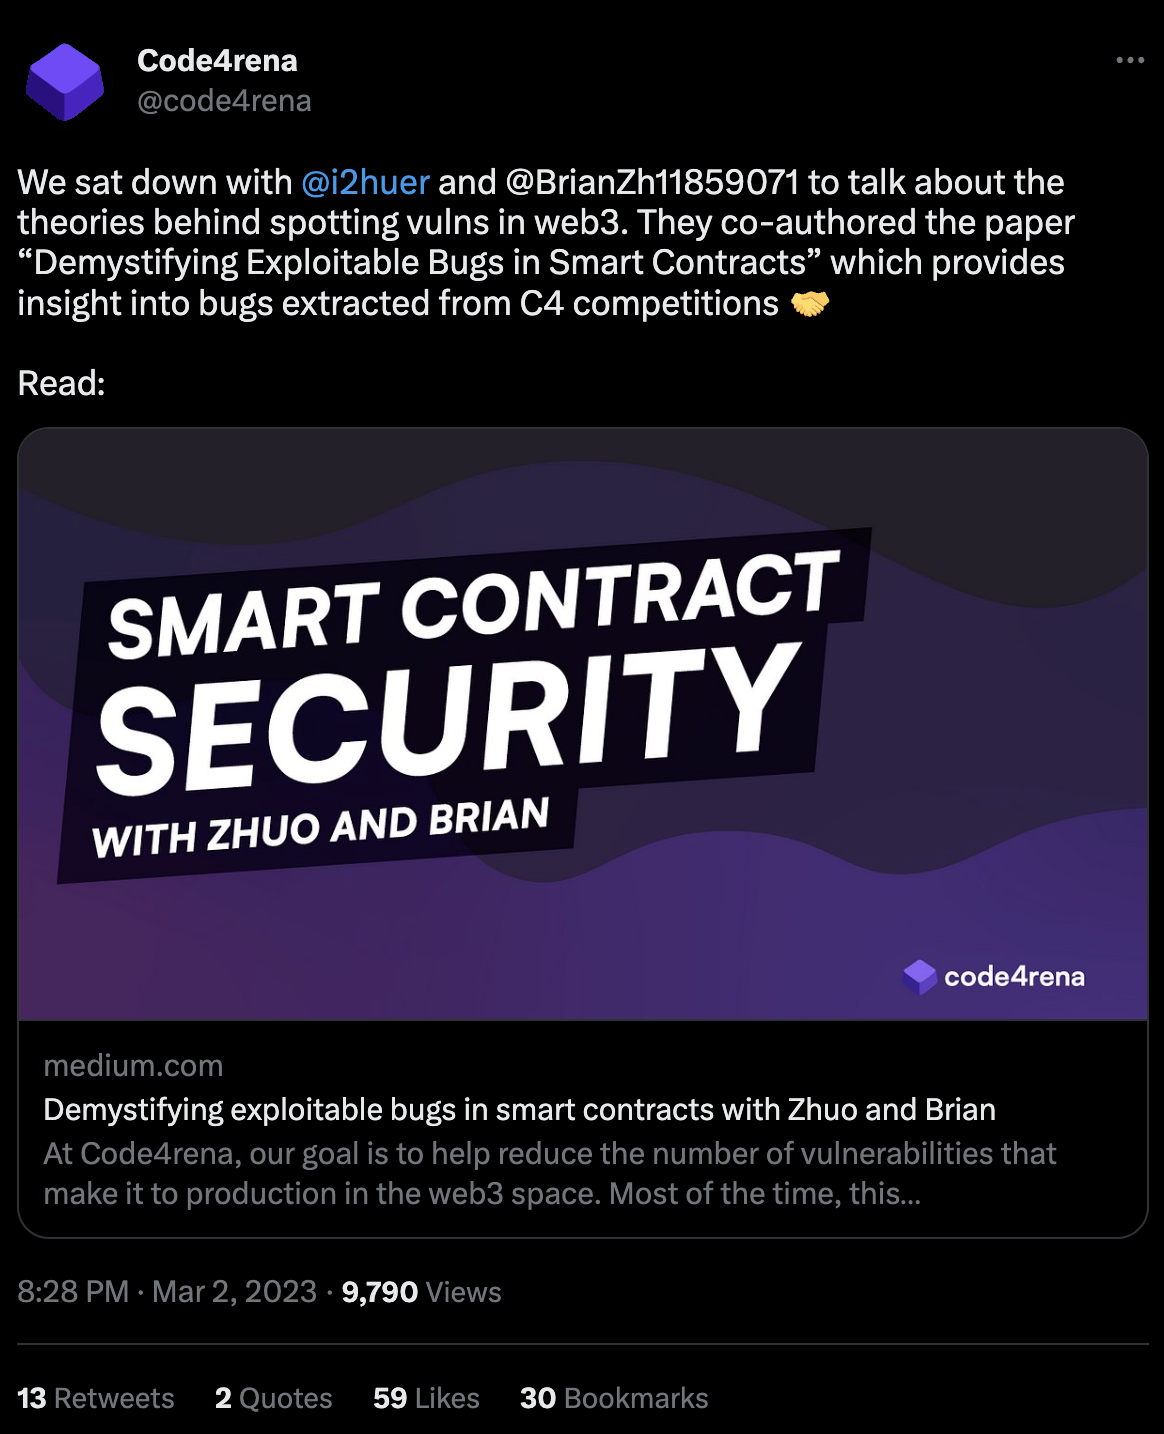 Code4rena
@code4rena
We sat down with @i2huer and @BrianZh11859071 to talk about the
theories behind spotting vulns in web3. They co-authored the paper
“Demystifying Exploitable Bugs in Smart Contracts” which provides
insight into bugs extracted from C4 competitions 🤝
Read:
SMART CONTRACT
SECURITY
WITH ZHUO AND BRIAN
code4rena
medium.com
Demystifying exploitable bugs in smart contracts with Zhuo and Brian
At Code4rena, our goal is to help reduce the number of vulnerabilities that
make it to production in the web3 space. Most of the time, this...
8:28 PM · Mar 2, 2023 · 9,790 Views
13 Retweets 2 Quotes 59 Likes 30 Bookmarks